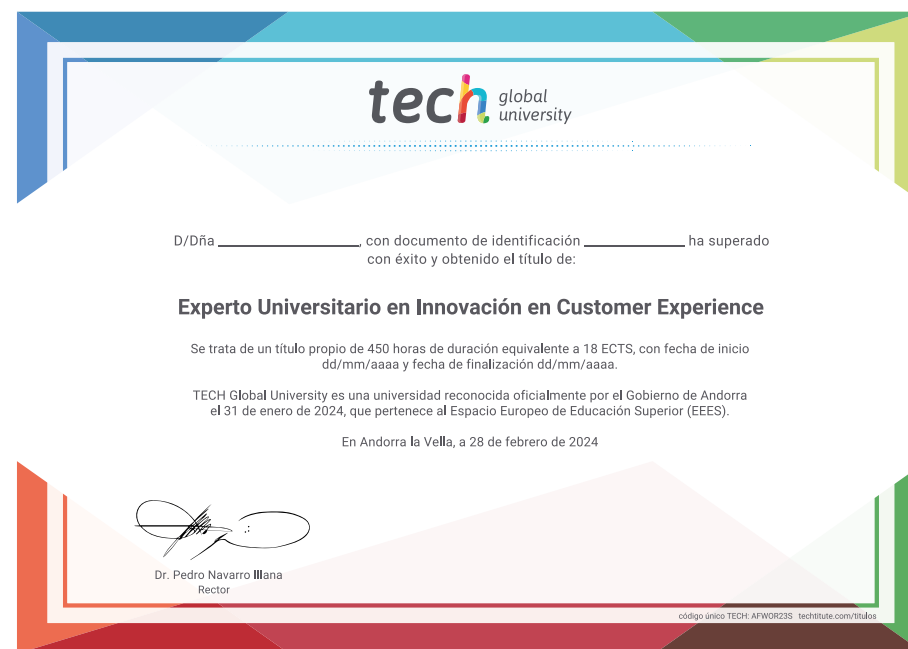 tech global university
D/Dña ____________________, con documento de identificación ______________ ha superado
con éxito y obtenido el título de:
Experto Universitario en Innovación en Customer Experience
Se trata de un título propio de 450 horas de duración equivalente a 18 ECTS, con fecha de inicio
dd/mm/aaaa y fecha de finalización dd/mm/aaaa.
TECH Global University es una universidad reconocida oficialmente por el Gobierno de Andorra
el 31 de enero de 2024, que pertenece al Espacio Europeo de Educación Superior (EEES).
En Andorra la Vella, a 28 de febrero de 2024
Dr. Pedro Navarro Illana
Rector
código único TECH: AFWOR23S techtitute.com/titulos